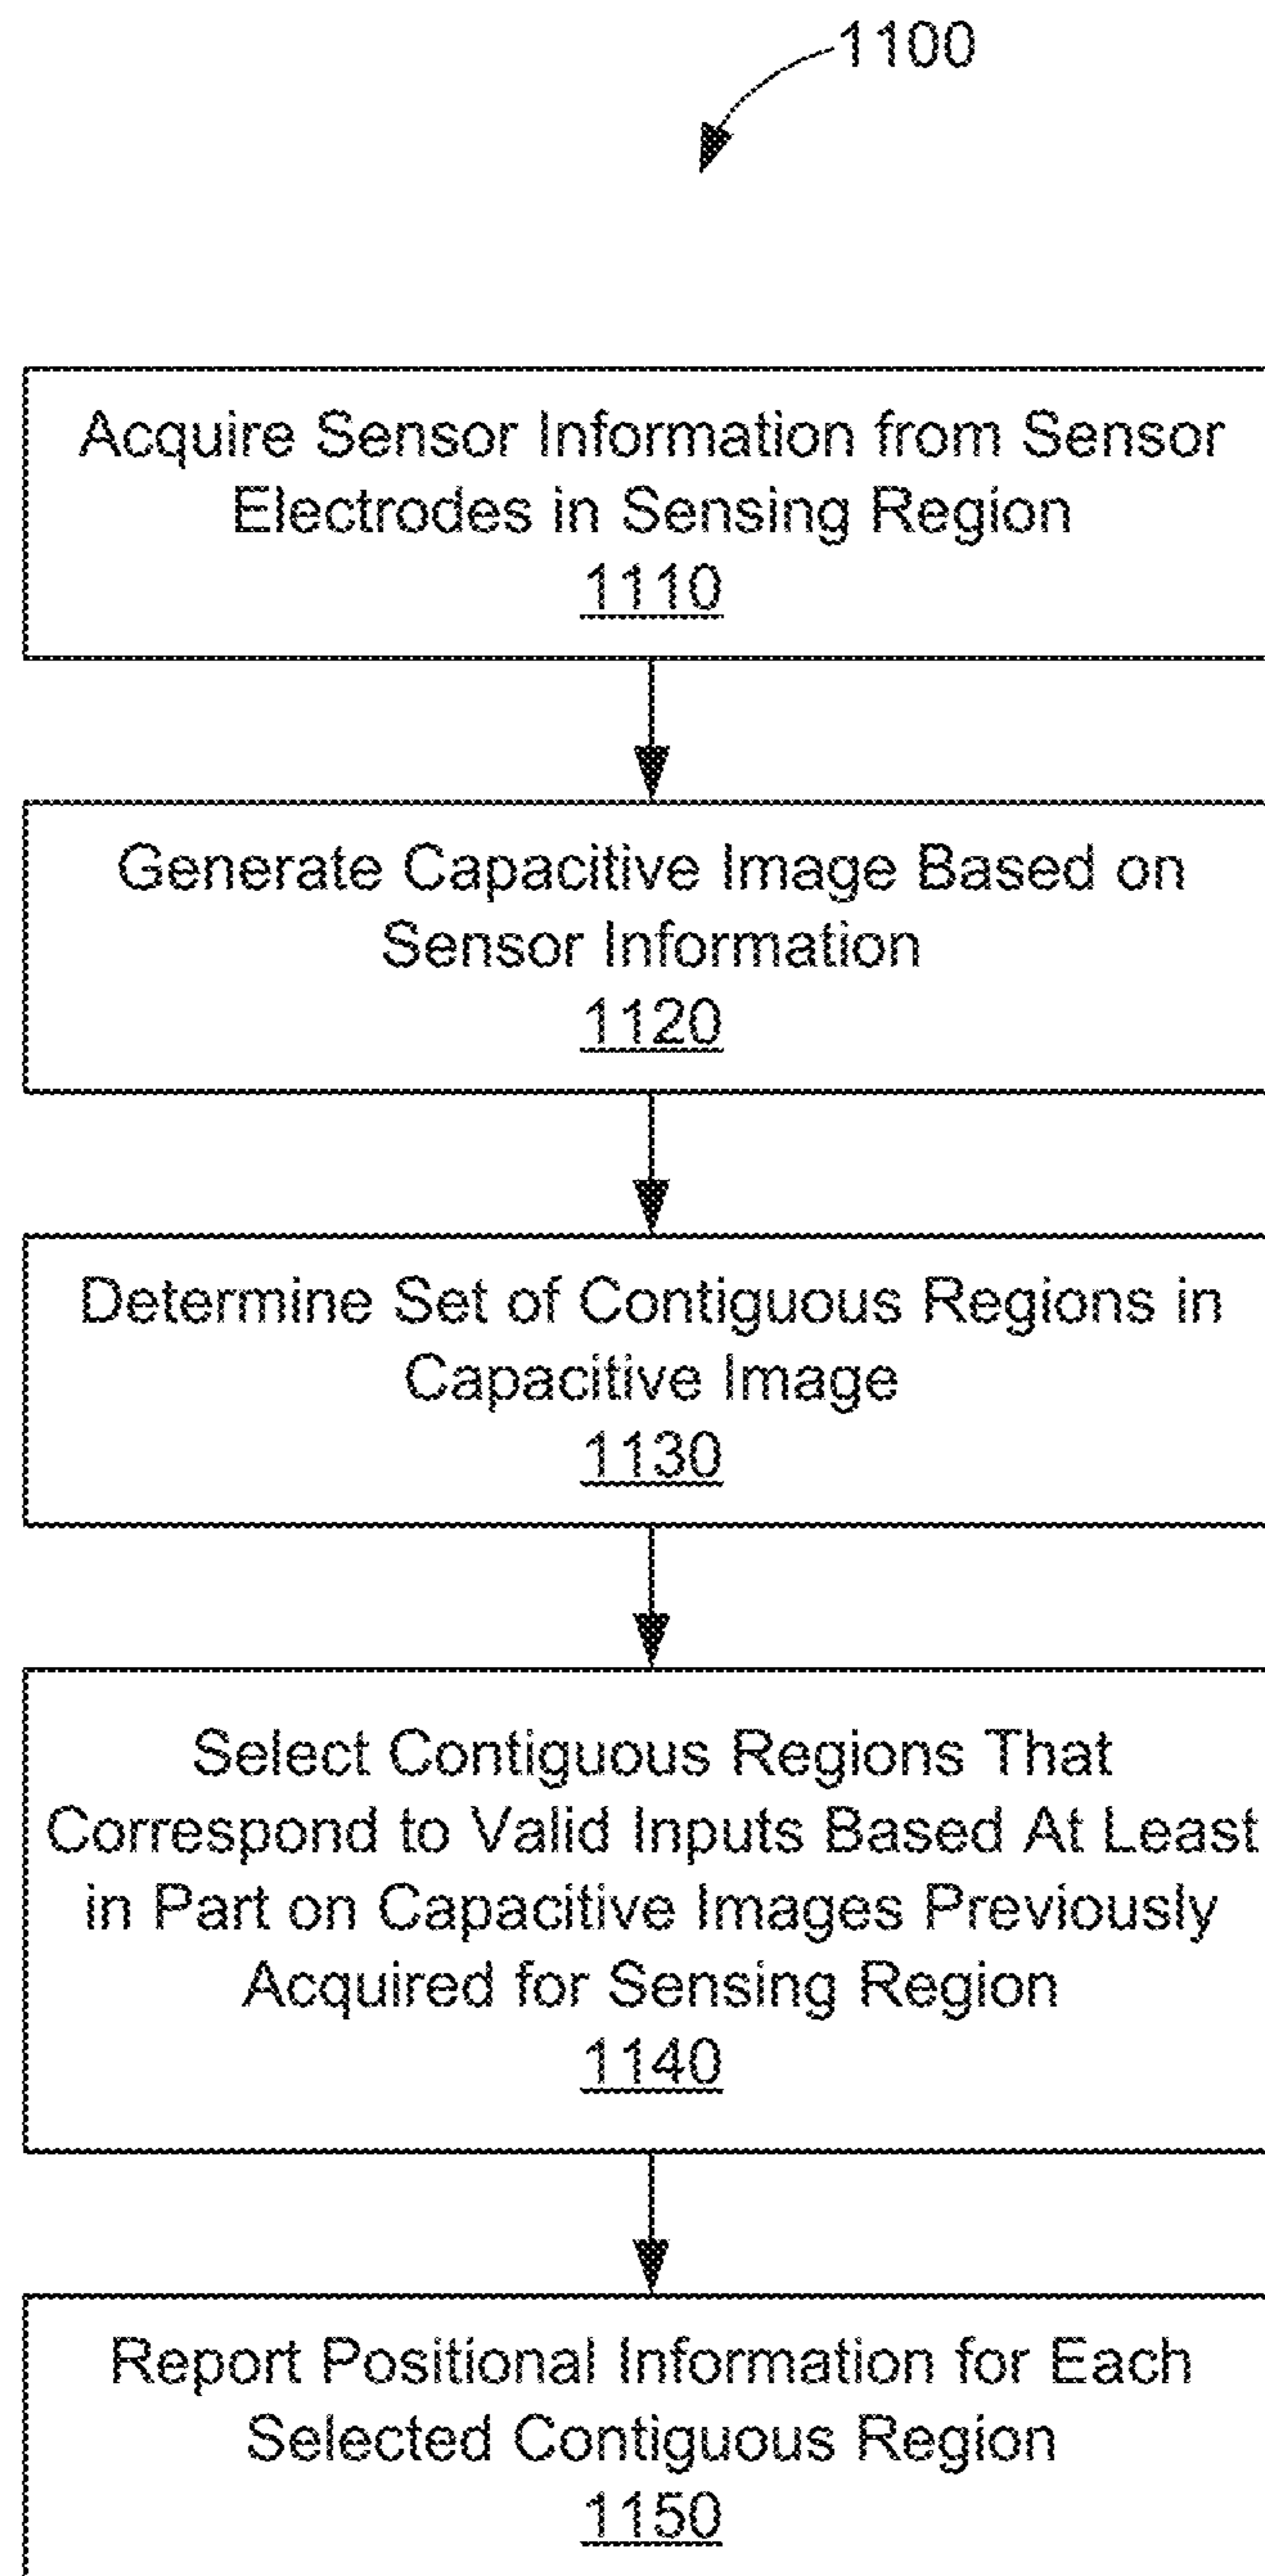 1100
Acquire Sensor Information from Sensor
Electrodes in Sensing Region
1110
Generate Capacitive Image Based on
Sensor Information
1120
Determine Set of Contiguous Regions in
Capacitive Image
1130
Select Contiguous Regions That
Correspond to Valid Inputs Based At Least
in Part on Capacitive Images Previously
Acquired for Sensing Region
1140
Report Positional Information for Each
Selected Contiguous Region
1150